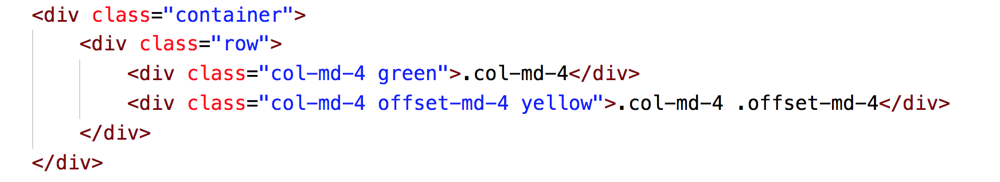 <div class="container">
    <div class="row">
        <div class="col-md-4 green">.col-md-4</div>
        <div class="col-md-4 offset-md-4 yellow">.col-md-4 .offset-md-4</div>
    </div>
</div>